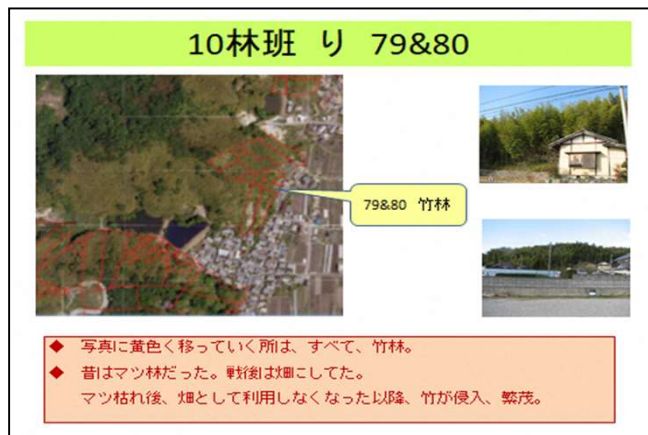 10林班 り 79&80
79&80 竹林
◆ 写真に黄色く移っていく所は、すべて、竹林。
◆ 昔はマツ林だった。戦後は畑にしてた。
マツ枯れ後、畑として利用しなくなった以降、竹が侵入、繁茂。